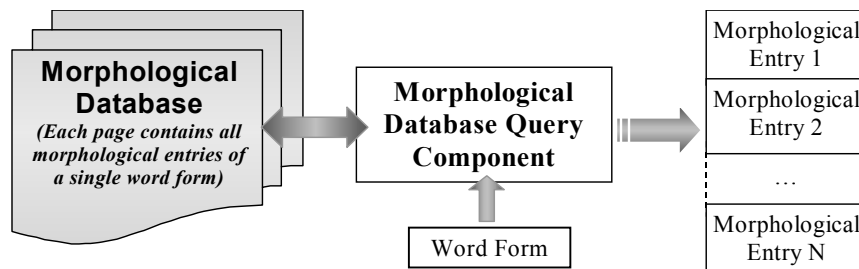 Morphological
Database
(Each page contains all
morphological entries of
a single word form)
Morphological
Database Query
Component
Word Form
Morphological
Entry 1
Morphological
Entry 2
…
Morphological
Entry N